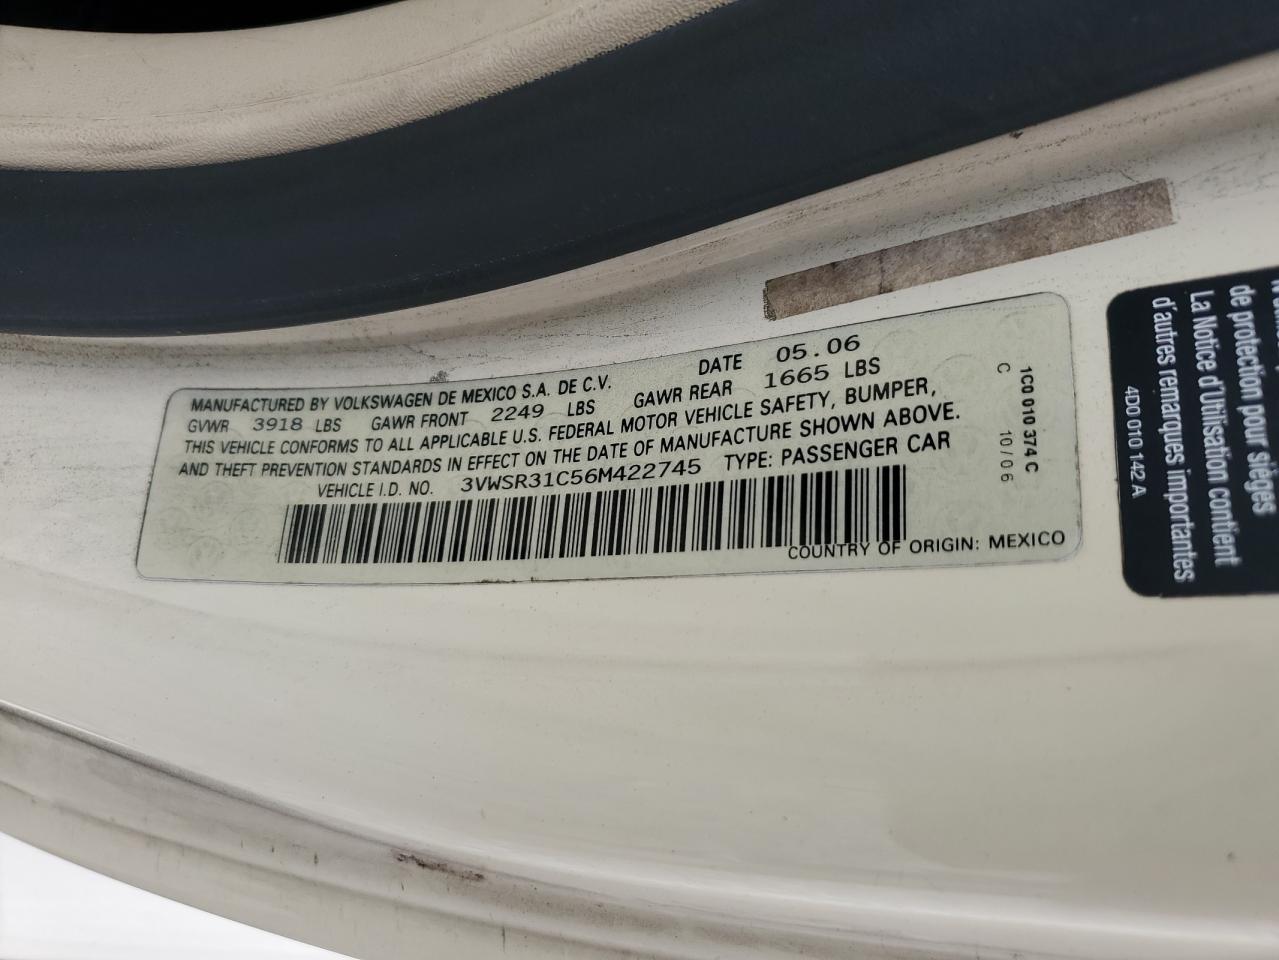 MANUFACTURED BY VOLKSWAGEN DE MEXICO S.A. DE C.V. DATE 05.06
GVWR 3918 LBS GAWR FRONT 2249 LBS GAWR REAR 1665 LBS
THIS VEHICLE CONFORMS TO ALL APPLICABLE U.S. FEDERAL MOTOR VEHICLE SAFETY, BUMPER,
AND THEFT PREVENTION STANDARDS IN EFFECT ON THE DATE OF MANUFACTURE SHOWN ABOVE.
VEHICLE I.D. NO. 3VWSR31C56M422745 TYPE: PASSENGER CAR
COUNTRY OF ORIGIN: MEXICO
1C0 010 374 C
C 10/06
de protection pour sièges
La Notice d'Utilisation contient
d'autres remarques importantes
4D0 010 142 A